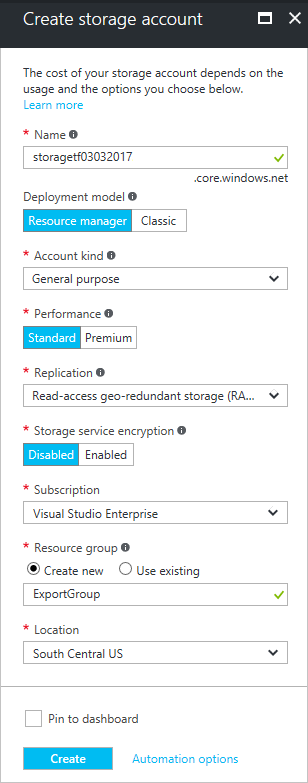 Create storage account
The cost of your storage account depends on the
usage and the options you choose below.
Learn more
* Name
storagetf03032017
.core.windows.net
Deployment model
Resource manager Classic
* Account kind
General purpose
* Performance
Standard Premium
* Replication
Read-access geo-redundant storage (RA...
* Storage service encryption
Disabled Enabled
* Subscription
Visual Studio Enterprise
* Resource group
Create new Use existing
ExportGroup
* Location
South Central US
Pin to dashboard
Create Automation options